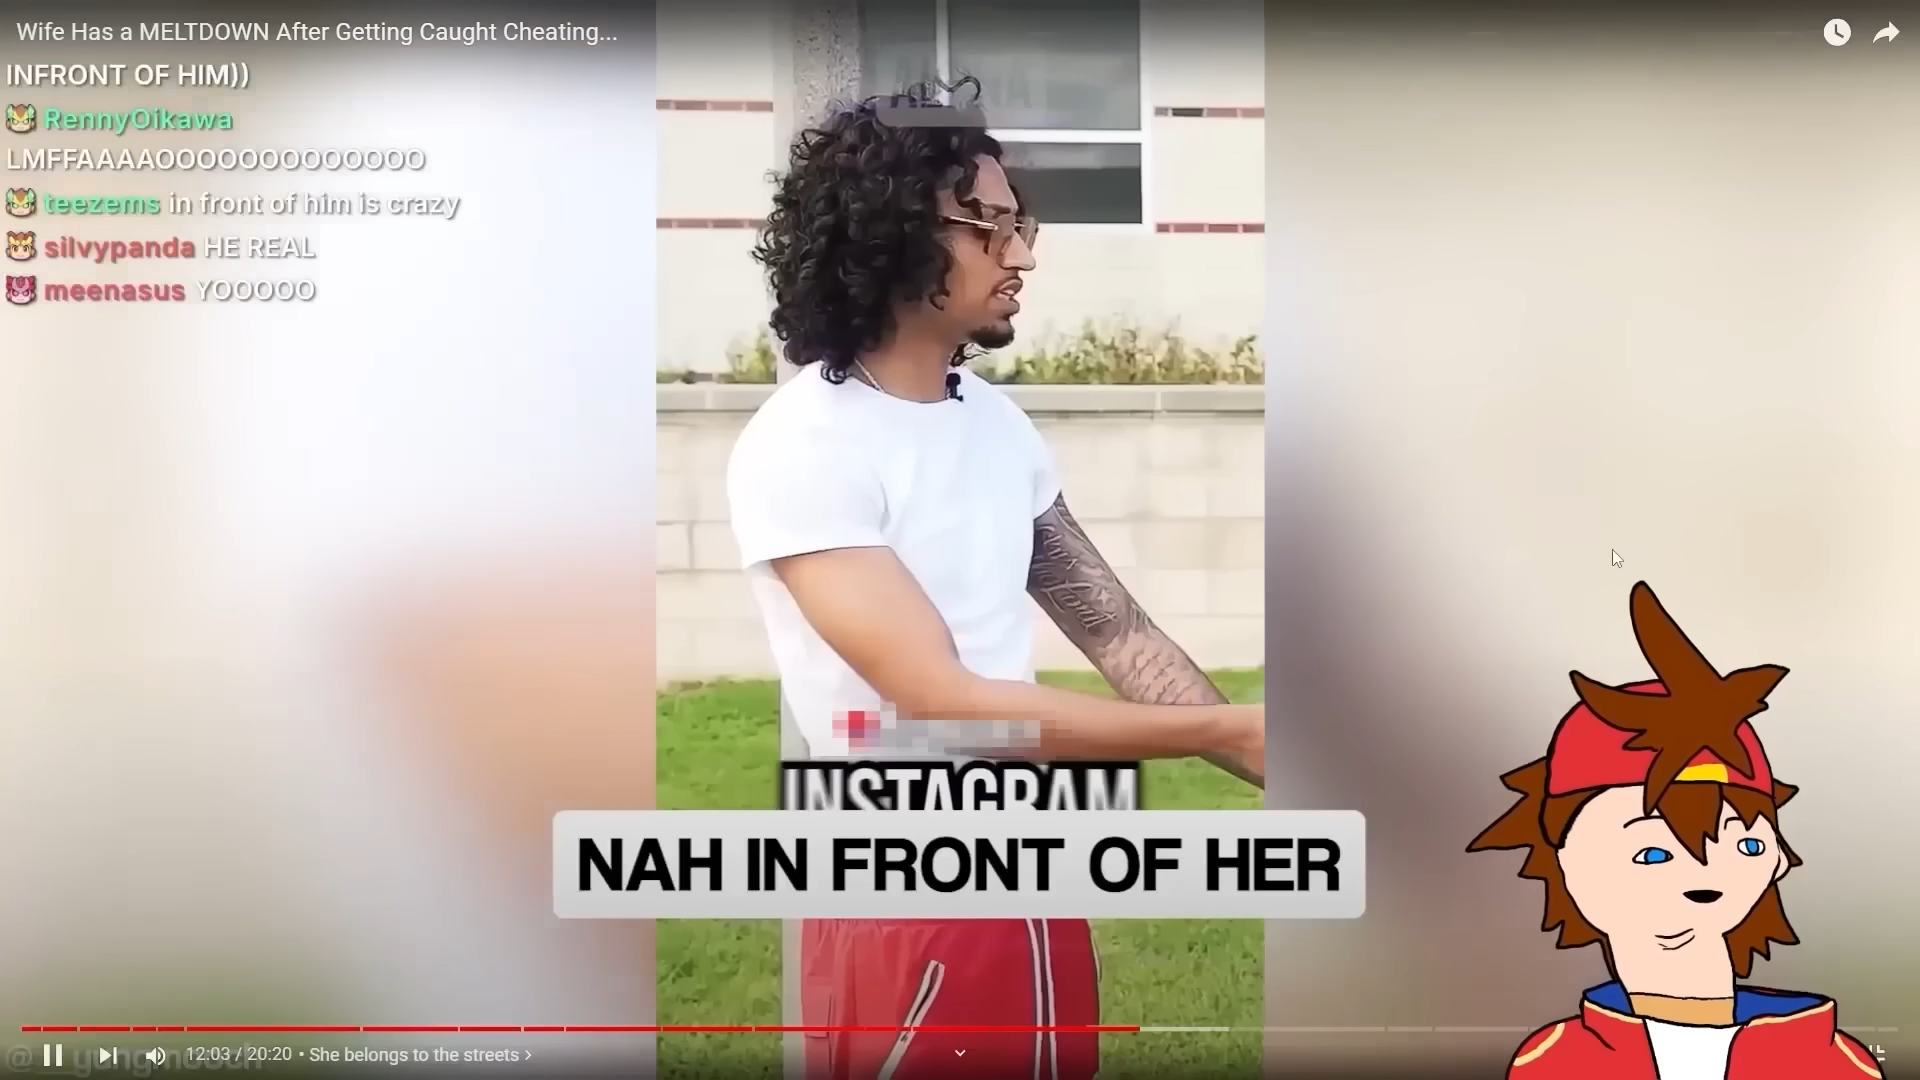 Wife Has a MELTDOWN After Getting Caught Cheating...
INFRONT OF HIM))
RennyOikawa
LMFFAAAAOOOOOOOOOOOOO
teezems in front of him is crazy
silvypanda HE REAL
meenasus YOOOOO
INSTAGRAM
NAH IN FRONT OF HER
12:03 / 20:20 • She belongs to the streets >